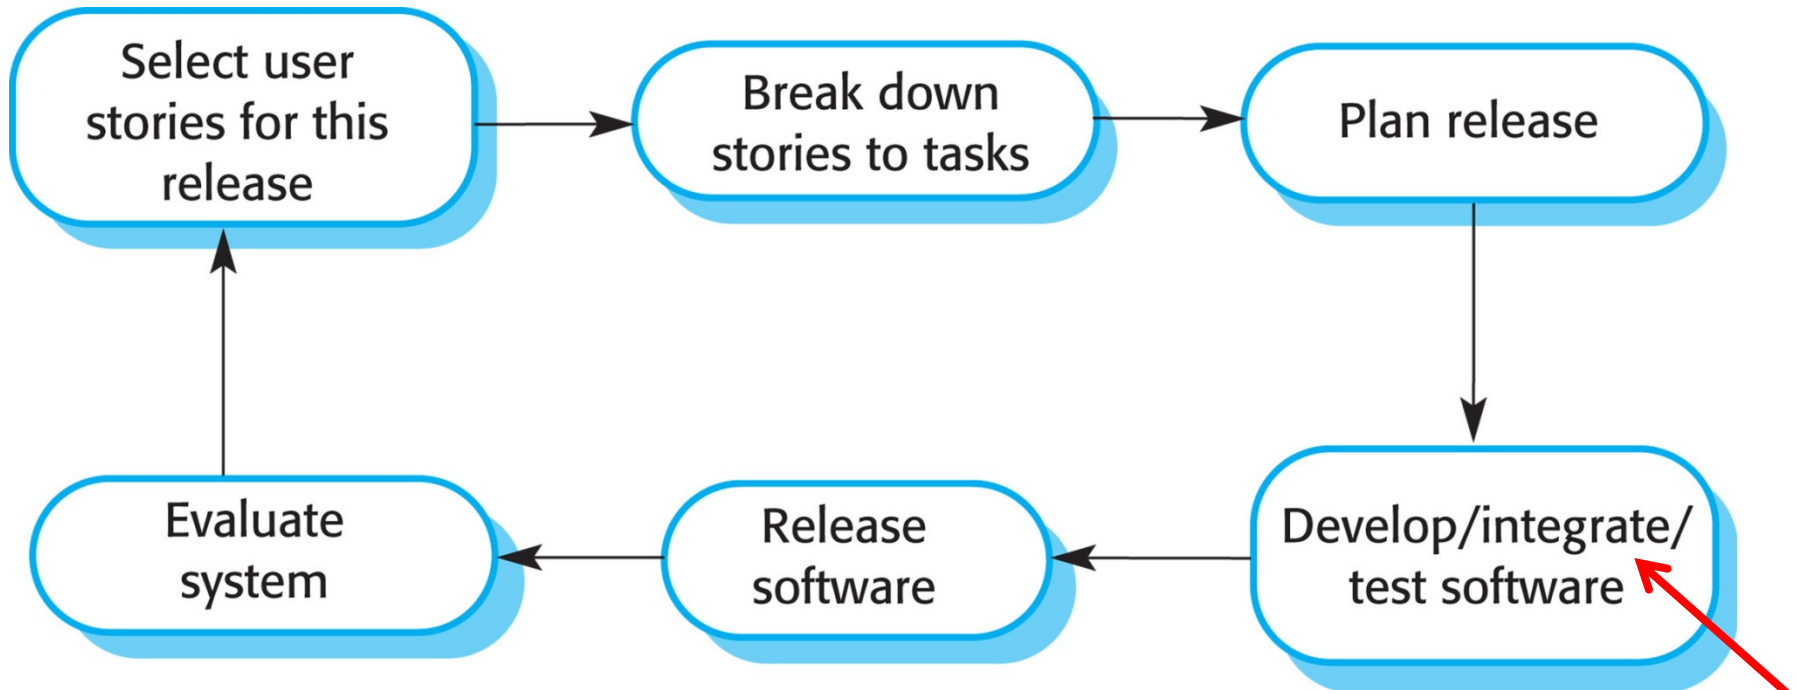 Select user
stories for this
release
Break down
stories to tasks
Plan release
Evaluate
system
Release
software
Develop/integrate/
test software